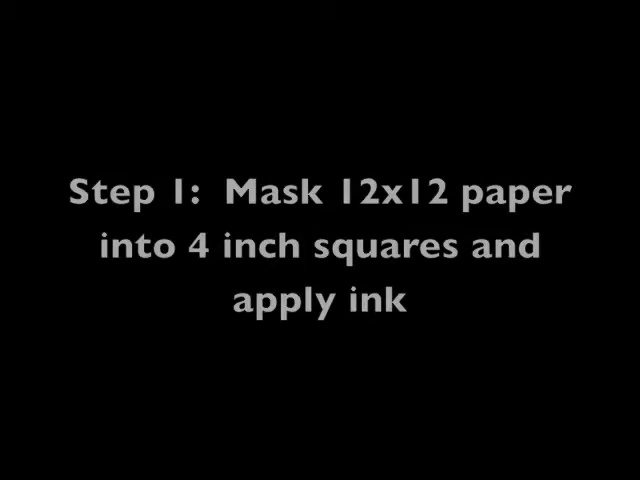 Step 1:  Mask 12x12 paper
into 4 inch squares and
apply ink